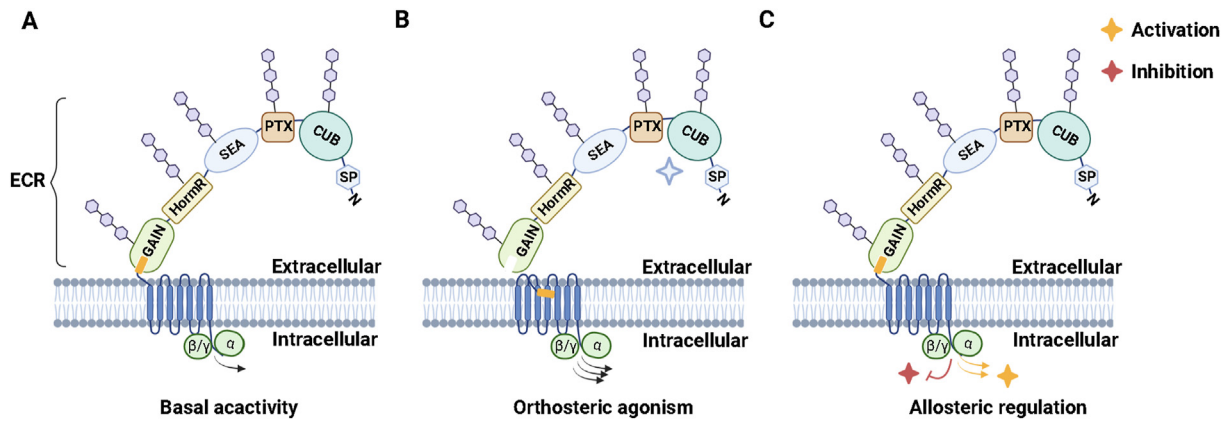 A
B
C
Activation
Inhibition
ECR
PTX
CUB
SEA
SP
N
HormR
GAIN
Extracellular
Intracellular
β/γ
α
Basal acactivity
PTX
CUB
SEA
SP
N
HormR
GAIN
Extracellular
Intracellular
β/γ
α
Orthosteric agonism
PTX
CUB
SEA
SP
N
HormR
GAIN
Extracellular
Intracellular
β/γ
α
Allosteric regulation